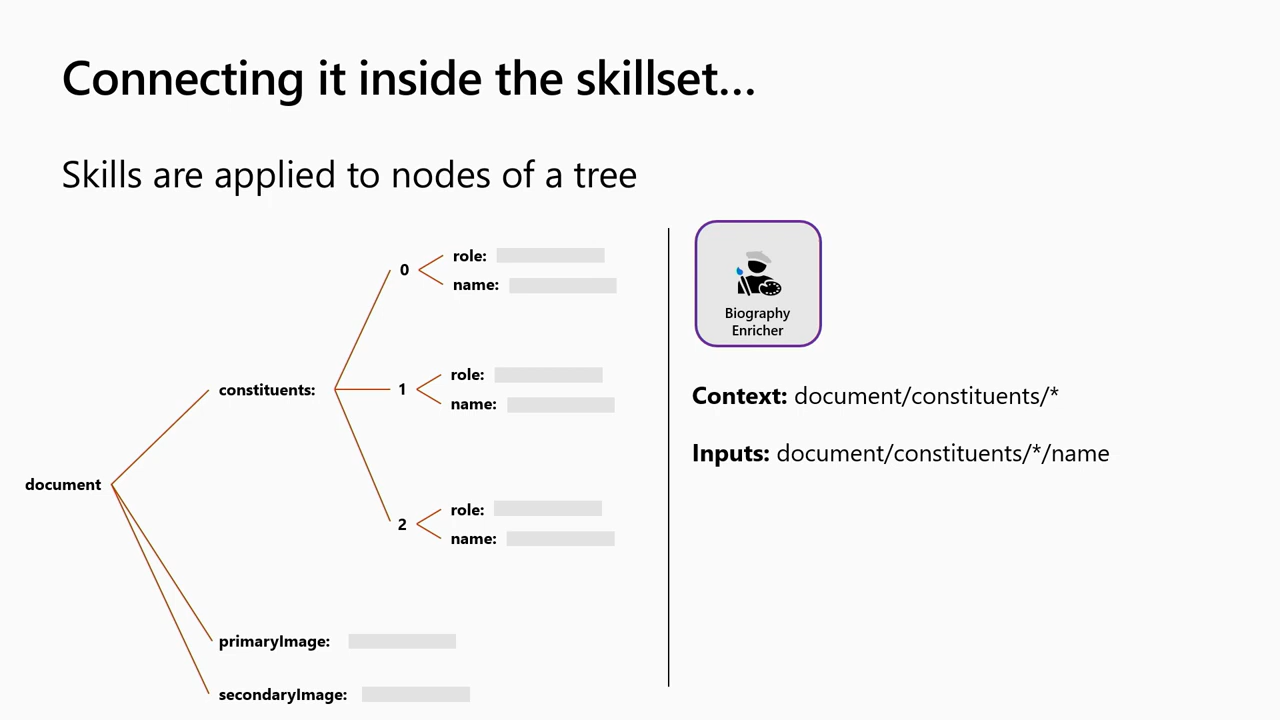 Connecting it inside the skillset...
Skills are applied to nodes of a tree
document
constituents:
0
role:
name:
1
role:
name:
2
role:
name:
primaryImage:
secondaryImage:
Biography
Enricher
Context: document/constituents/*
Inputs: document/constituents/*/name